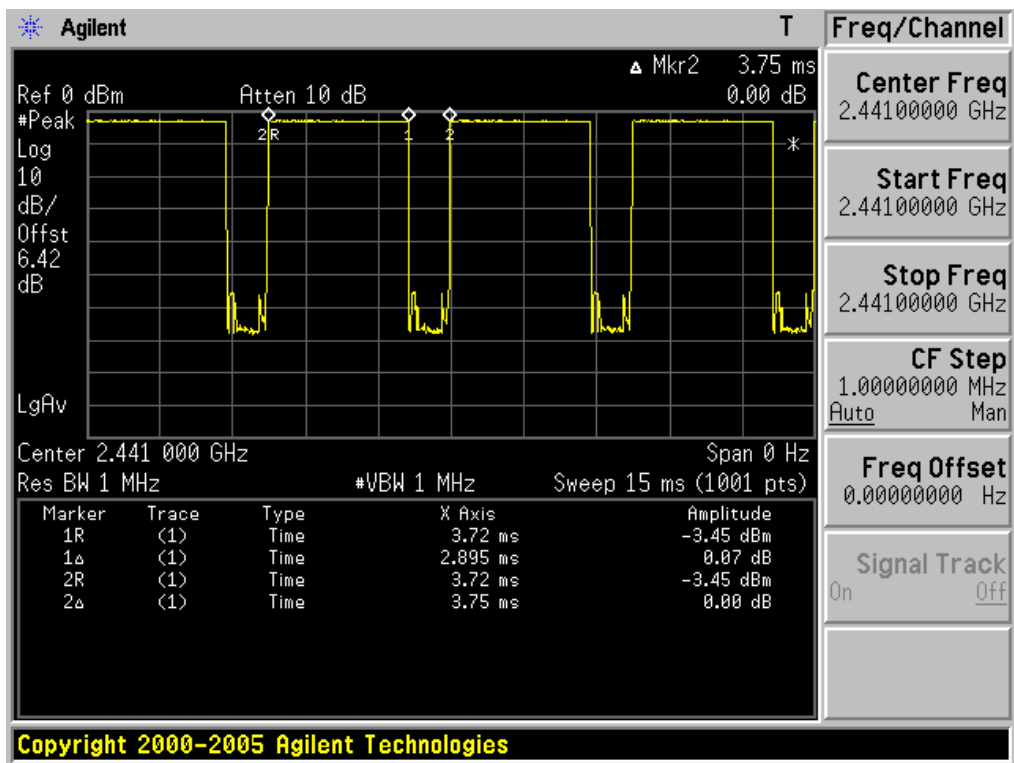 Agilent T
Freq/Channel
▵ Mkr2 3.75 ms
Ref 0 dBm Atten 10 dB 0.00 dB
#Peak
Log
10
dB/
Offst
6.42
dB
LgAv
2R 1 2
*
Center 2.441 000 GHz Span 0 Hz
Res BW 1 MHz #VBW 1 MHz Sweep 15 ms (1001 pts)
Marker Trace Type X Axis Amplitude
1R (1) Time 3.72 ms -3.45 dBm
1▵ (1) Time 2.895 ms 0.07 dB
2R (1) Time 3.72 ms -3.45 dBm
2▵ (1) Time 3.75 ms 0.00 dB
Center Freq
2.44100000 GHz
Start Freq
2.44100000 GHz
Stop Freq
2.44100000 GHz
CF Step
1.00000000 MHz
Auto Man
Freq Offset
0.00000000 Hz
Signal Track
On Off
Copyright 2000-2005 Agilent Technologies